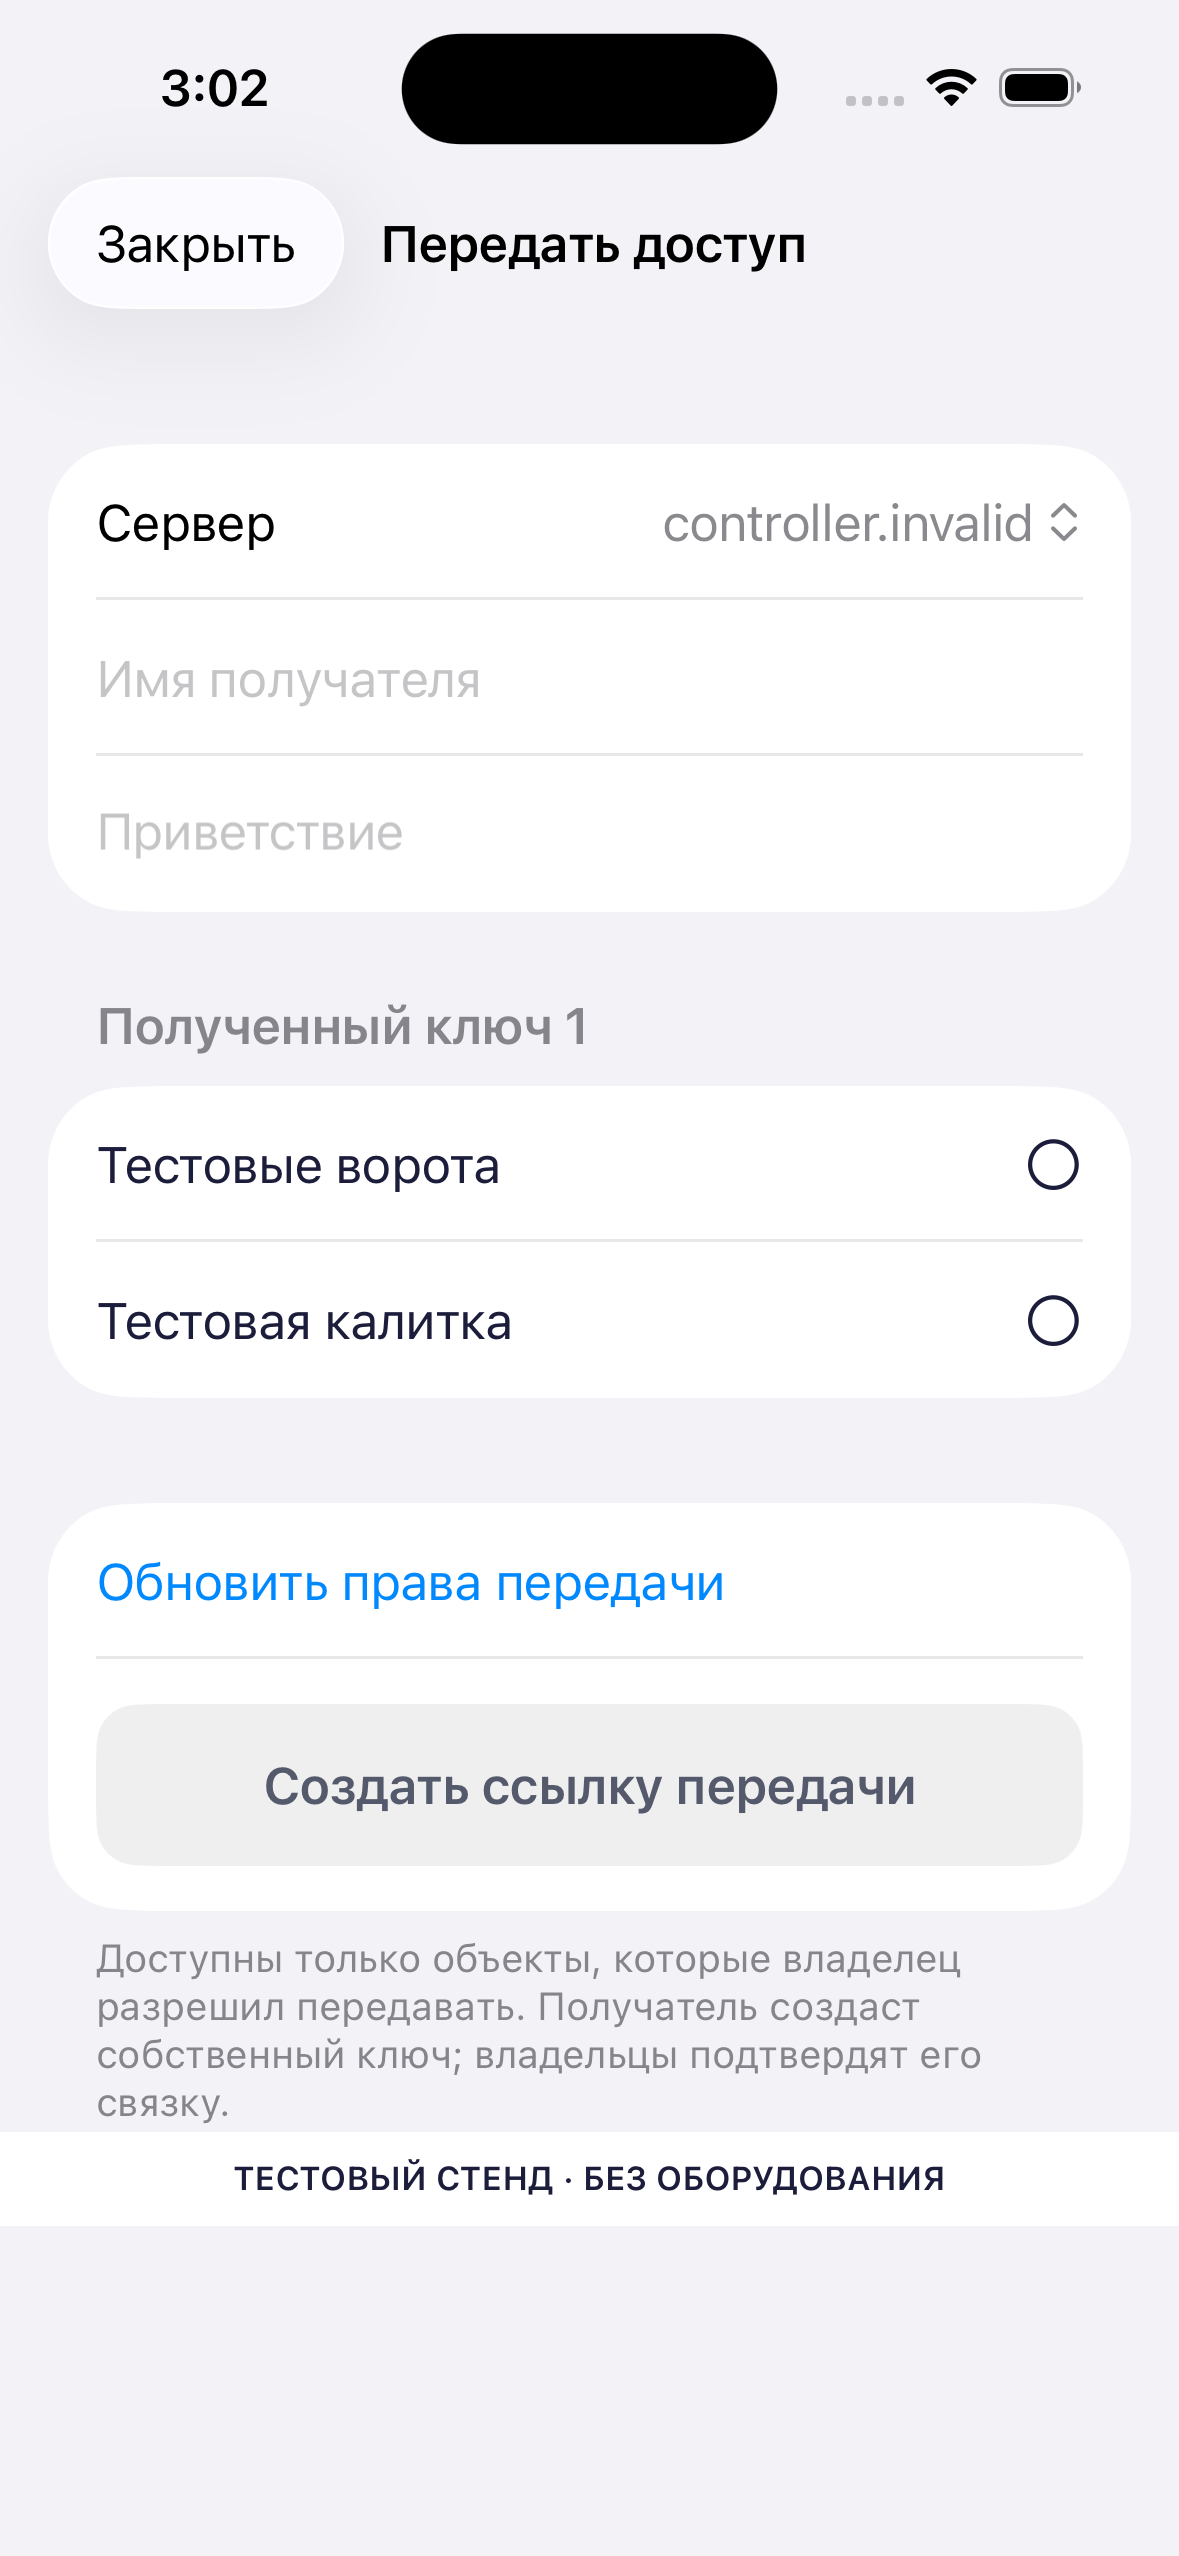 3:02
Закрыть
Передать доступ
Сервер
controller.invalid
Имя получателя
Приветствие
Полученный ключ 1
Тестовые ворота
Тестовая калитка
Обновить права передачи
Создать ссылку передачи
Доступны только объекты, которые владелец
разрешил передавать. Получатель создаст
собственный ключ; владельцы подтвердят его
связку.
ТЕСТОВЫЙ СТЕНД · БЕЗ ОБОРУДОВАНИЯ